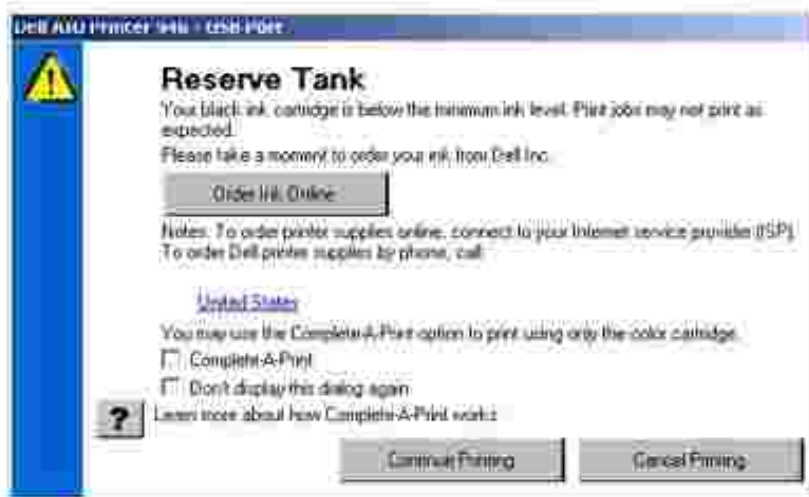 Dell AIO Printer 946 - USB Port
Reserve Tank
Your black ink cartridge is below the minimum ink level. Print jobs may not print as
expected.
Please take a moment to order your ink from Dell Inc.
Order Ink Online
Notes: To order printer supplies online, connect to your Internet service provider (ISP).
To order Dell printer supplies by phone, call:
United States
You may use the Complete-A-Print option to print using only the color cartridge.
Complete-A-Print
Don't display this dialog again
? Learn more about how Complete-A-Print works
Continue Printing
Cancel Printing